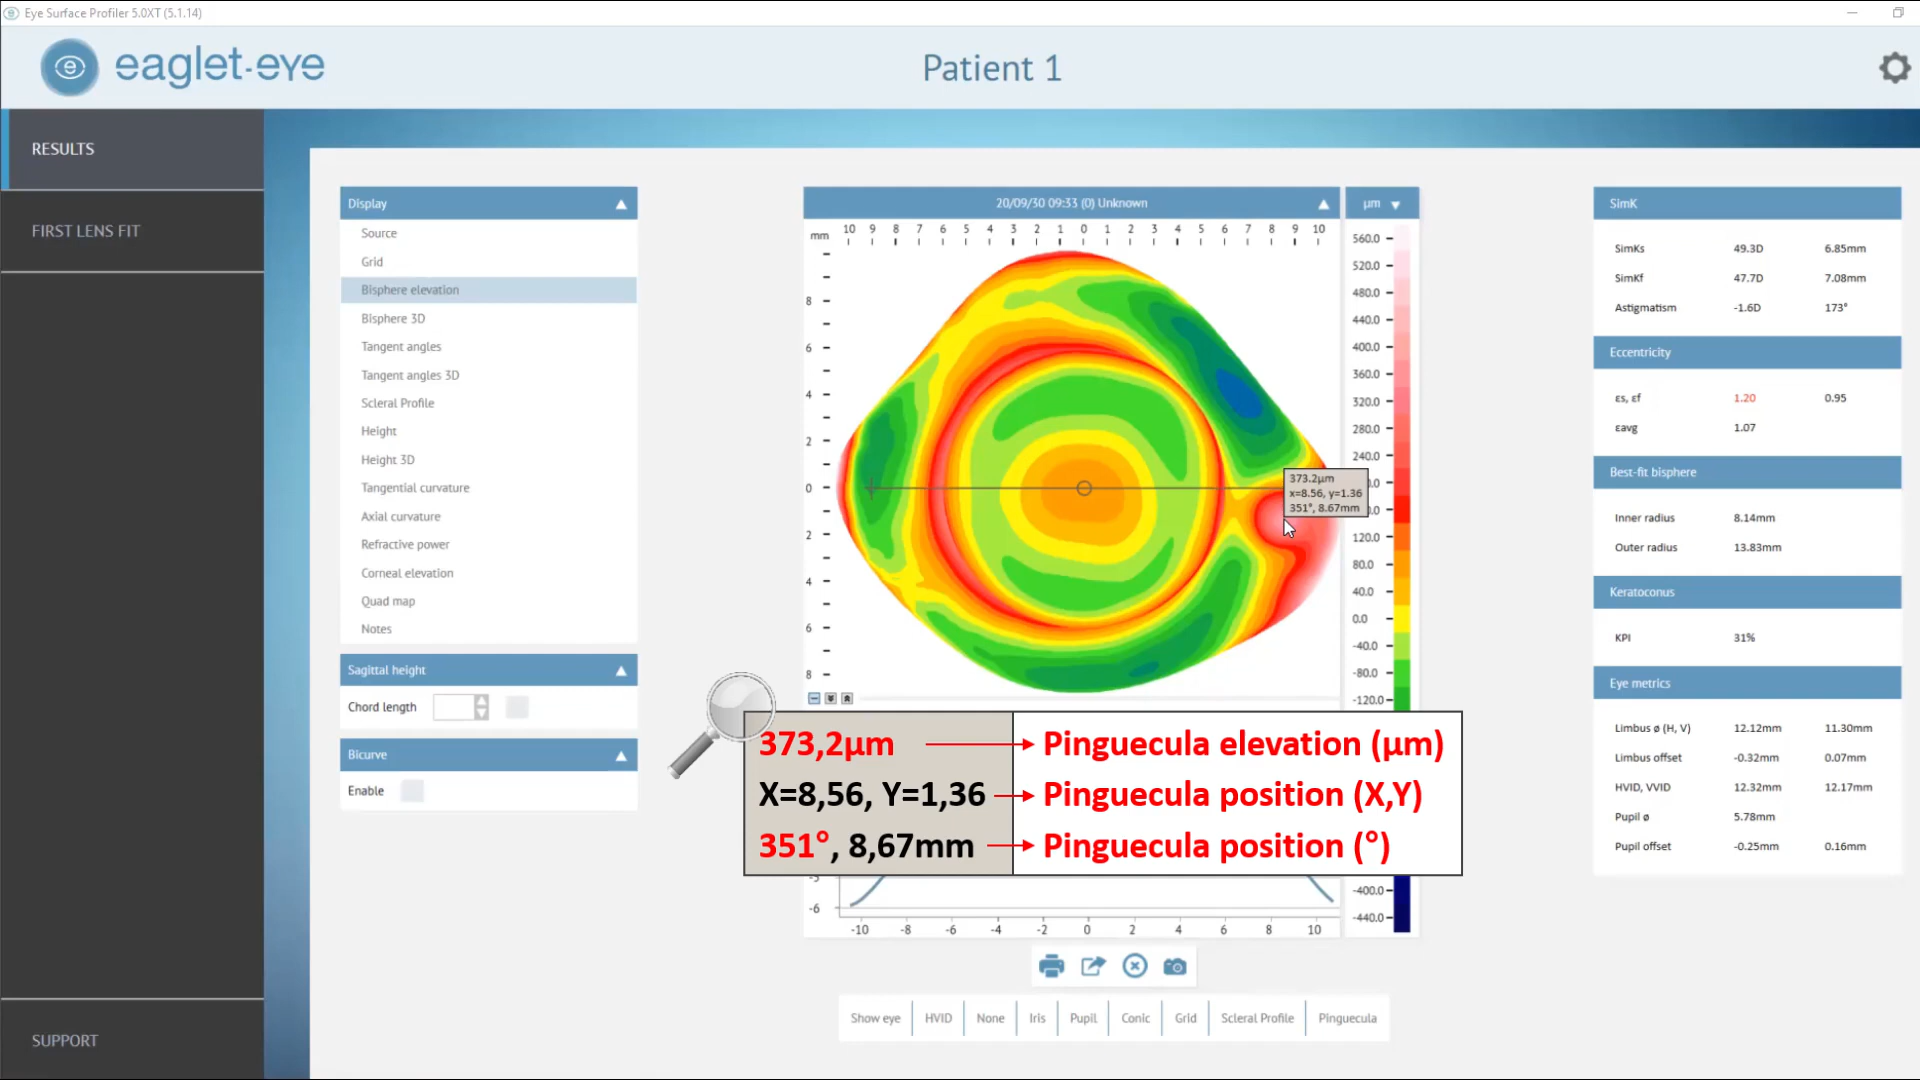 Eye Surface Profiler 5.0XT (5.1.14)
eaglet-eye
Patient 1
RESULTS
FIRST LENS FIT
SUPPORT
Display
Source
Grid
Bisphere elevation
Bisphere 3D
Tangent angles
Tangent angles 3D
Scleral Profile
Height
Height 3D
Tangential curvature
Axial curvature
Refractive power
Corneal elevation
Quad map
Notes
Sagittal height
Chord length
Bicurve
Enable
20/09/30 09:33 (0) Unknown
µm
mm 10 9 8 7 6 5 4 3 2 1 0 1 2 3 4 5 6 7 8 9 10
8
6
4
2
0
2
4
6
8
560.0
520.0
480.0
440.0
400.0
360.0
320.0
280.0
240.0
120.0
80.0
40.0
0.0
-40.0
-80.0
-120.0
-400.0
-440.0
373.2µm
x=8.56, y=1.36
351°, 8.67mm
373,2µm Pinguecula elevation (µm)
X=8,56, Y=1,36 Pinguecula position (X,Y)
351°, 8,67mm Pinguecula position (°)
-5
-6
-10 -8 -6 -4 -2 0 2 4 6 8 10
Show eye HVID None Iris Pupil Conic Grid Scleral Profile Pinguecula
SimK
SimKs 49.3D 6.85mm
SimKf 47.7D 7.08mm
Astigmatism -1.6D 173°
Eccentricity
εs, εf 1.20 0.95
εavg 1.07
Best-fit bisphere
Inner radius 8.14mm
Outer radius 13.83mm
Keratoconus
KPI 31%
Eye metrics
Limbus ø (H, V) 12.12mm 11.30mm
Limbus offset -0.32mm 0.07mm
HVID, VVID 12.32mm 12.17mm
Pupil ø 5.78mm
Pupil offset -0.25mm 0.16mm